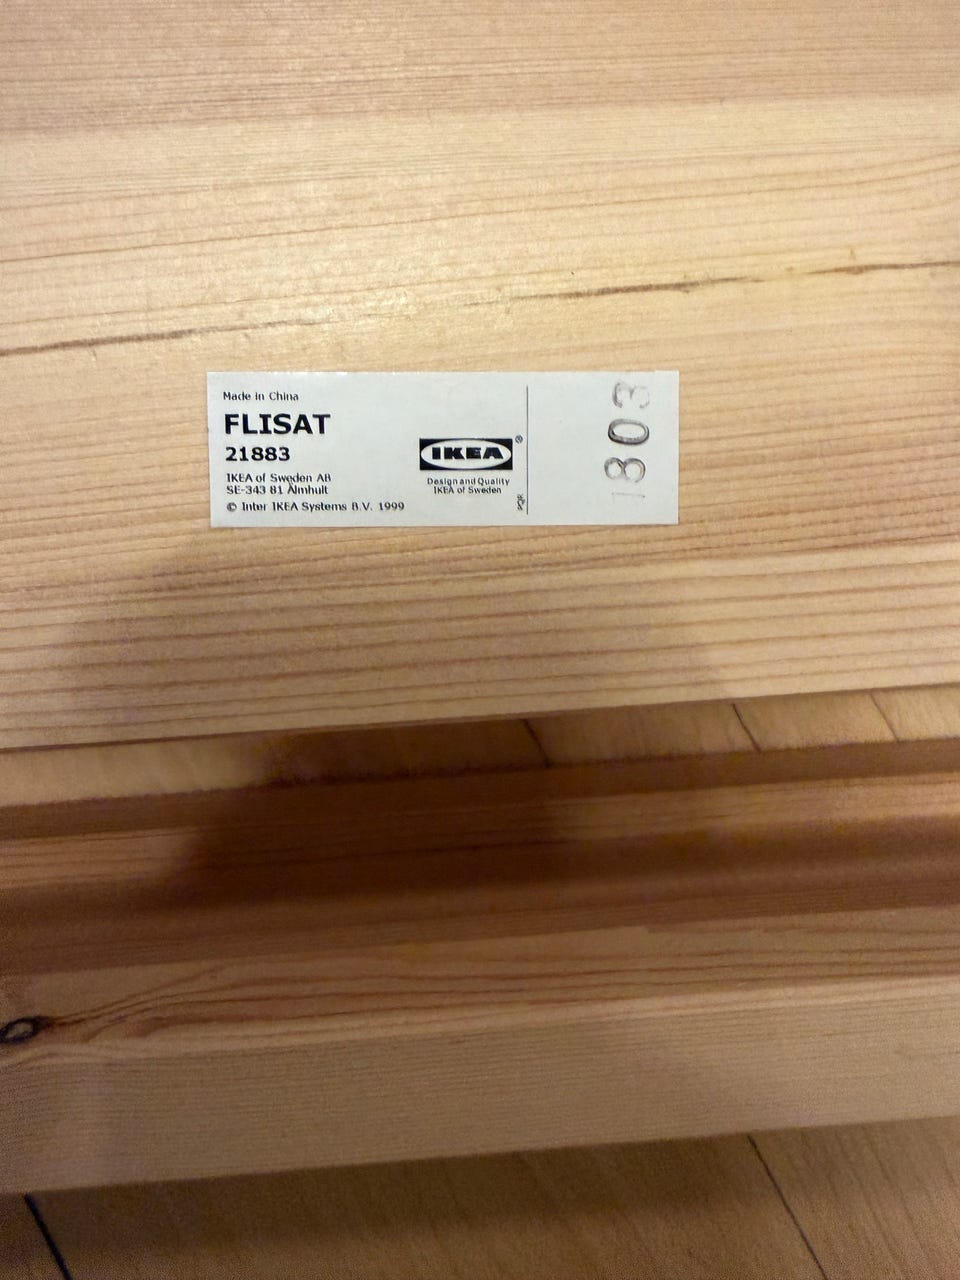 Made in China
FLISAT
21883
IKEA of Sweden AB
SE-343 81 Älmhult
© Inter IKEA Systems B.V. 1999
IKEA®
Design and Quality
IKEA of Sweden
PQR
1803